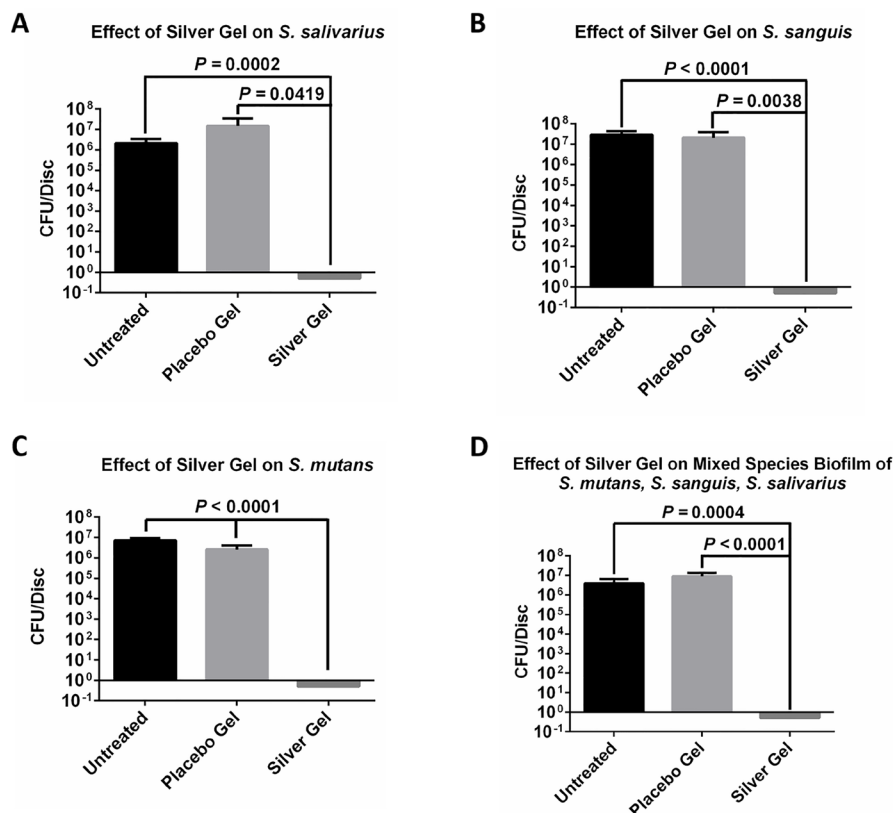 A
Effect of Silver Gel on S. salivarius
P = 0.0002
P = 0.0419
CFU/Disc
10⁸
10⁷
10⁶
10⁵
10⁴
10³
10²
10¹
10⁰
10⁻¹
Untreated
Placebo Gel
Silver Gel
B
Effect of Silver Gel on S. sanguis
P < 0.0001
P = 0.0038
CFU/Disc
10⁸
10⁷
10⁶
10⁵
10⁴
10³
10²
10¹
10⁰
10⁻¹
Untreated
Placebo Gel
Silver Gel
C
Effect of Silver Gel on S. mutans
P < 0.0001
CFU/Disc
10⁸
10⁷
10⁶
10⁵
10⁴
10³
10²
10¹
10⁰
10⁻¹
Untreated
Placebo Gel
Silver Gel
D
Effect of Silver Gel on Mixed Species Biofilm of
S. mutans, S. sanguis, S. salivarius
P = 0.0004
P < 0.0001
CFU/Disc
10⁸
10⁷
10⁶
10⁵
10⁴
10³
10²
10¹
10⁰
10⁻¹
Untreated
Placebo Gel
Silver Gel